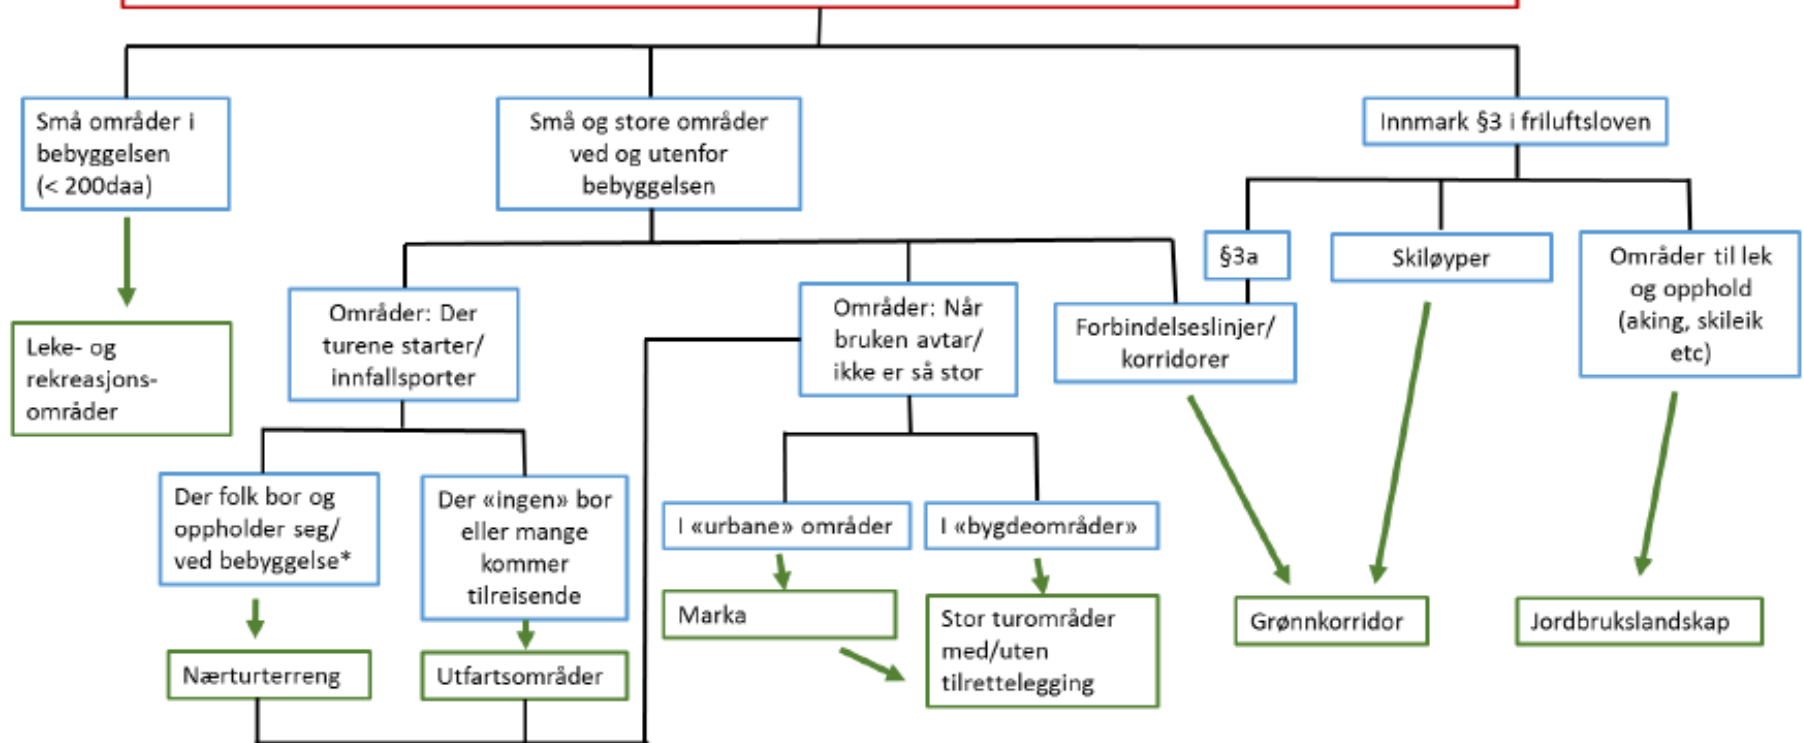 Små områder i
bebyggelsen
(< 200daa)
Små og store områder
ved og utenfor
bebyggelsen
Innmark §3 i friluftsloven
§3a
Skiløyper
Områder til lek
og opphold
(aking, skileik
etc)
Områder: Der
turene starter/
innfallsporter
Områder: Når
bruken avtar/
ikke er så stor
Forbindelseslinjer/
korridorer
Leke- og
rekreasjons-
områder
Der folk bor og
oppholder seg/
ved bebyggelse*
Der «ingen» bor
eller mange
kommer
tilreisende
I «urbane» områder
I «bygdeområder»
Marka
Stor turområder
med/uten
tilrettelegging
Grønnkorridor
Jordbrukslandskap
Nærturterreng
Utfartsområder